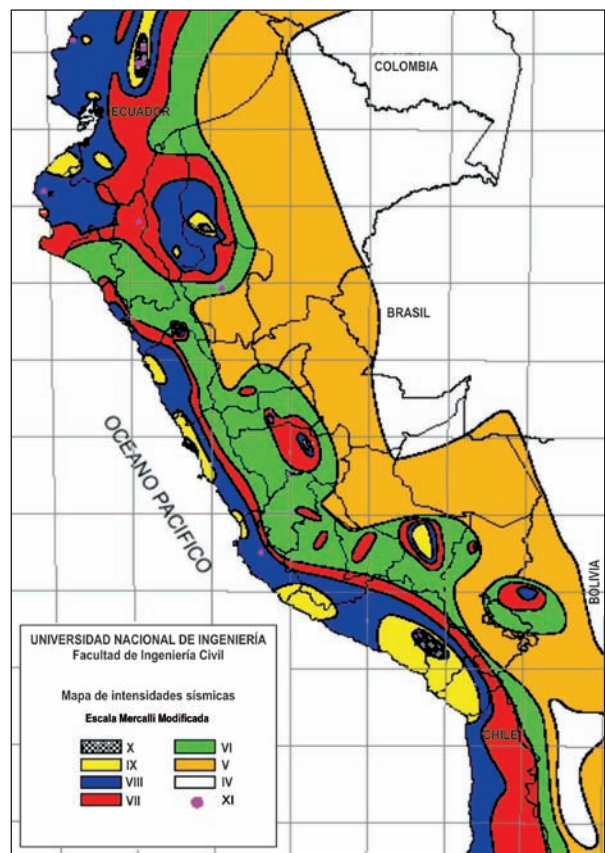 COLOMBIA
ECUADOR
BRASIL
OCEANO PACIFICO
BOLIVIA
CHILE
UNIVERSIDAD NACIONAL DE INGENIERÍA
Facultad de Ingeniería Civil
Mapa de intensidades sísmicas
Escala Mercalli Modificada
X VI
IX V
VIII IV
VII XI